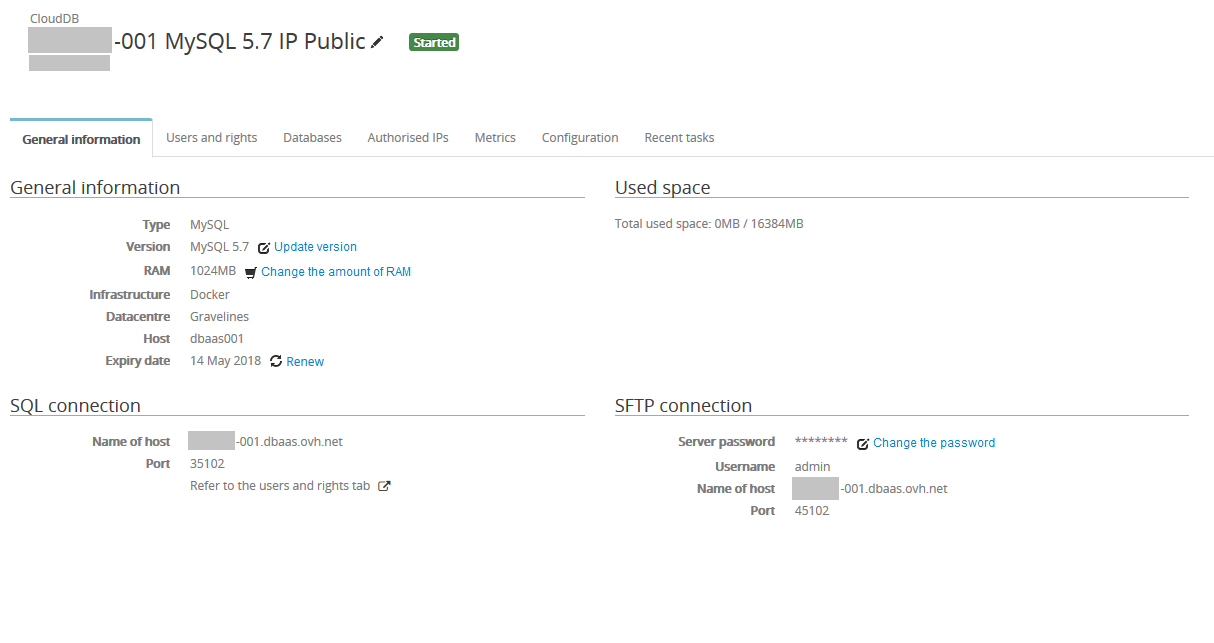 CloudDB
-001 MySQL 5.7 IP Public Started
General information Users and rights Databases Authorised IPs Metrics Configuration Recent tasks
General information
Type MySQL
Version MySQL 5.7 Update version
RAM 1024MB Change the amount of RAM
Infrastructure Docker
Datacentre Gravelines
Host dbaas001
Expiry date 14 May 2018 Renew
Used space
Total used space: 0MB / 16384MB
SQL connection
Name of host -001.dbaas.ovh.net
Port 35102
Refer to the users and rights tab
SFTP connection
Server password ******** Change the password
Username admin
Name of host -001.dbaas.ovh.net
Port 45102